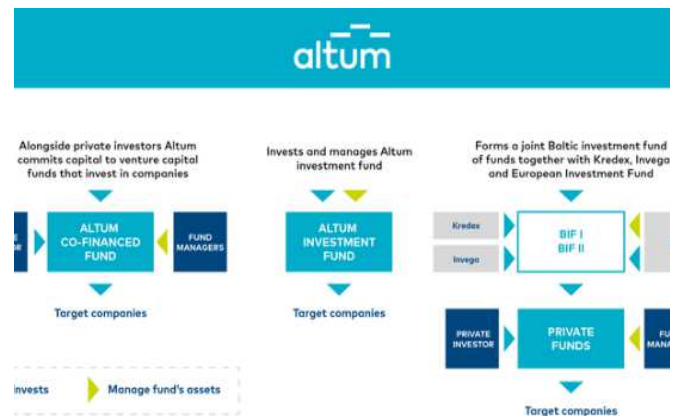 altum
Alongside private investors Altum
commits capital to venture capital
funds that invest in companies
Invests and manages Altum
investment fund
Forms a joint Baltic investment fund
of funds together with Kredex, Invega
and European Investment Fund
ALTUM
CO-FINANCED
FUND
FUND
MANAGERS
Target companies
ALTUM
INVESTMENT
FUND
Target companies
Kredex
Invega
BIF I
BIF II
PRIVATE
INVESTOR
PRIVATE
FUNDS
Target companies
Manage fund's assets